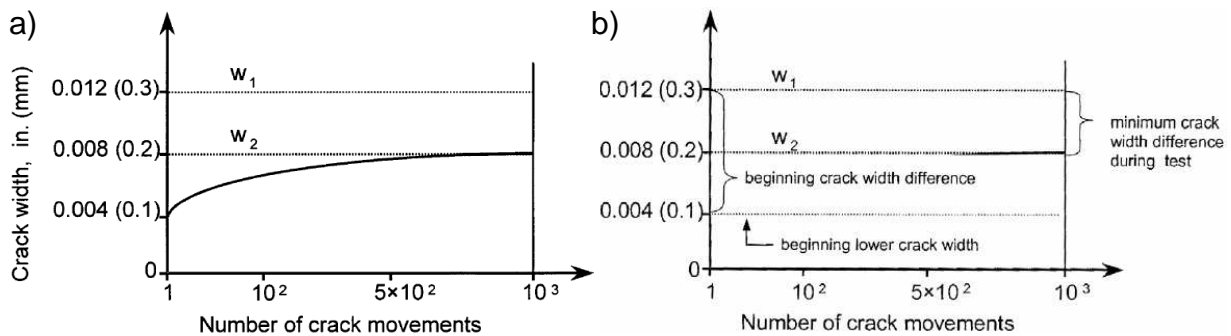 a)
Crack width, in. (mm)
0.012 (0.3)
0.008 (0.2)
0.004 (0.1)
0
w1
w2
1
10²
5×10²
10³
Number of crack movements
b)
0.012 (0.3)
0.008 (0.2)
0.004 (0.1)
0
w1
w2
beginning crack width difference
beginning lower crack width
minimum crack
width difference
during test
1
10²
5×10²
10³
Number of crack movements